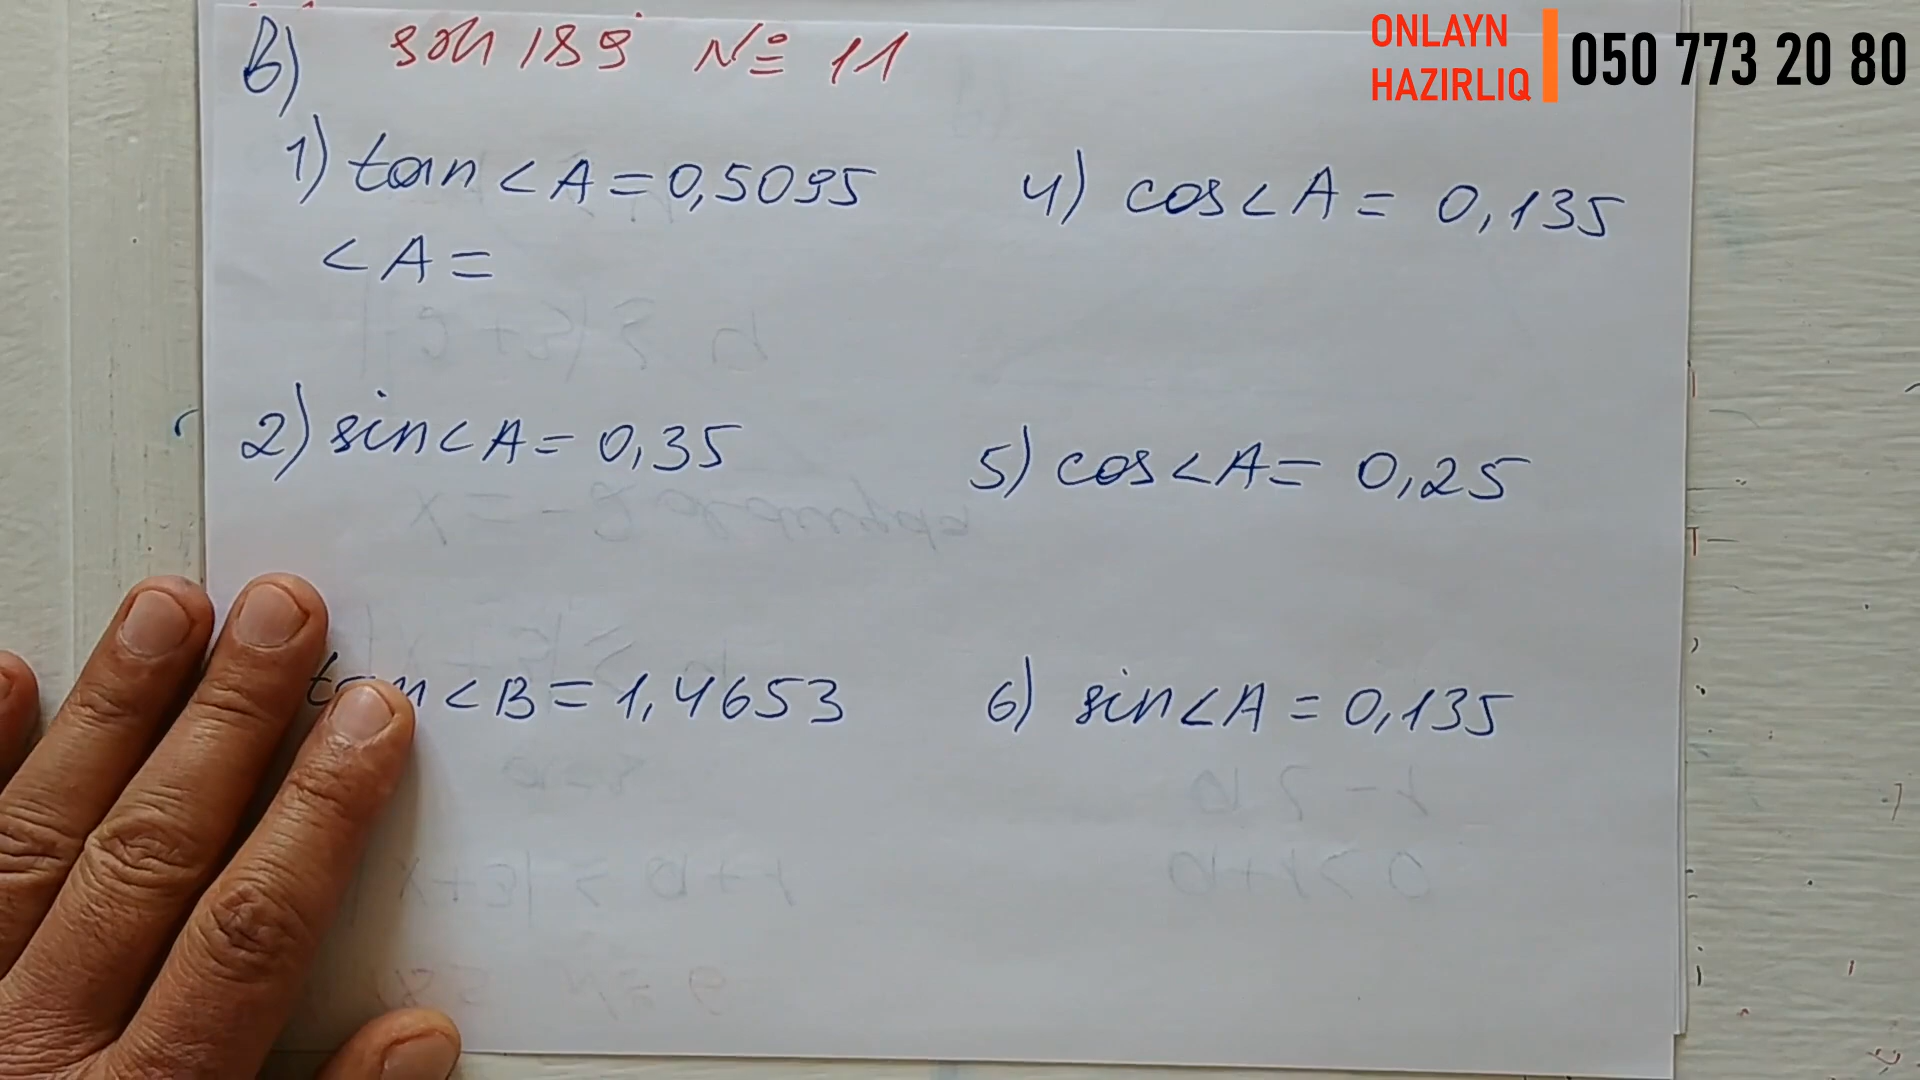 ONLAYN
HAZIRLIQ
050 773 20 80
B) səh 189 № 11
1) tan<A=0,5095
<A=
2) sin<A=0,35
tan<B=1,4653
4) cos<A=0,135
5) cos<A=0,25
6) sin<A=0,135